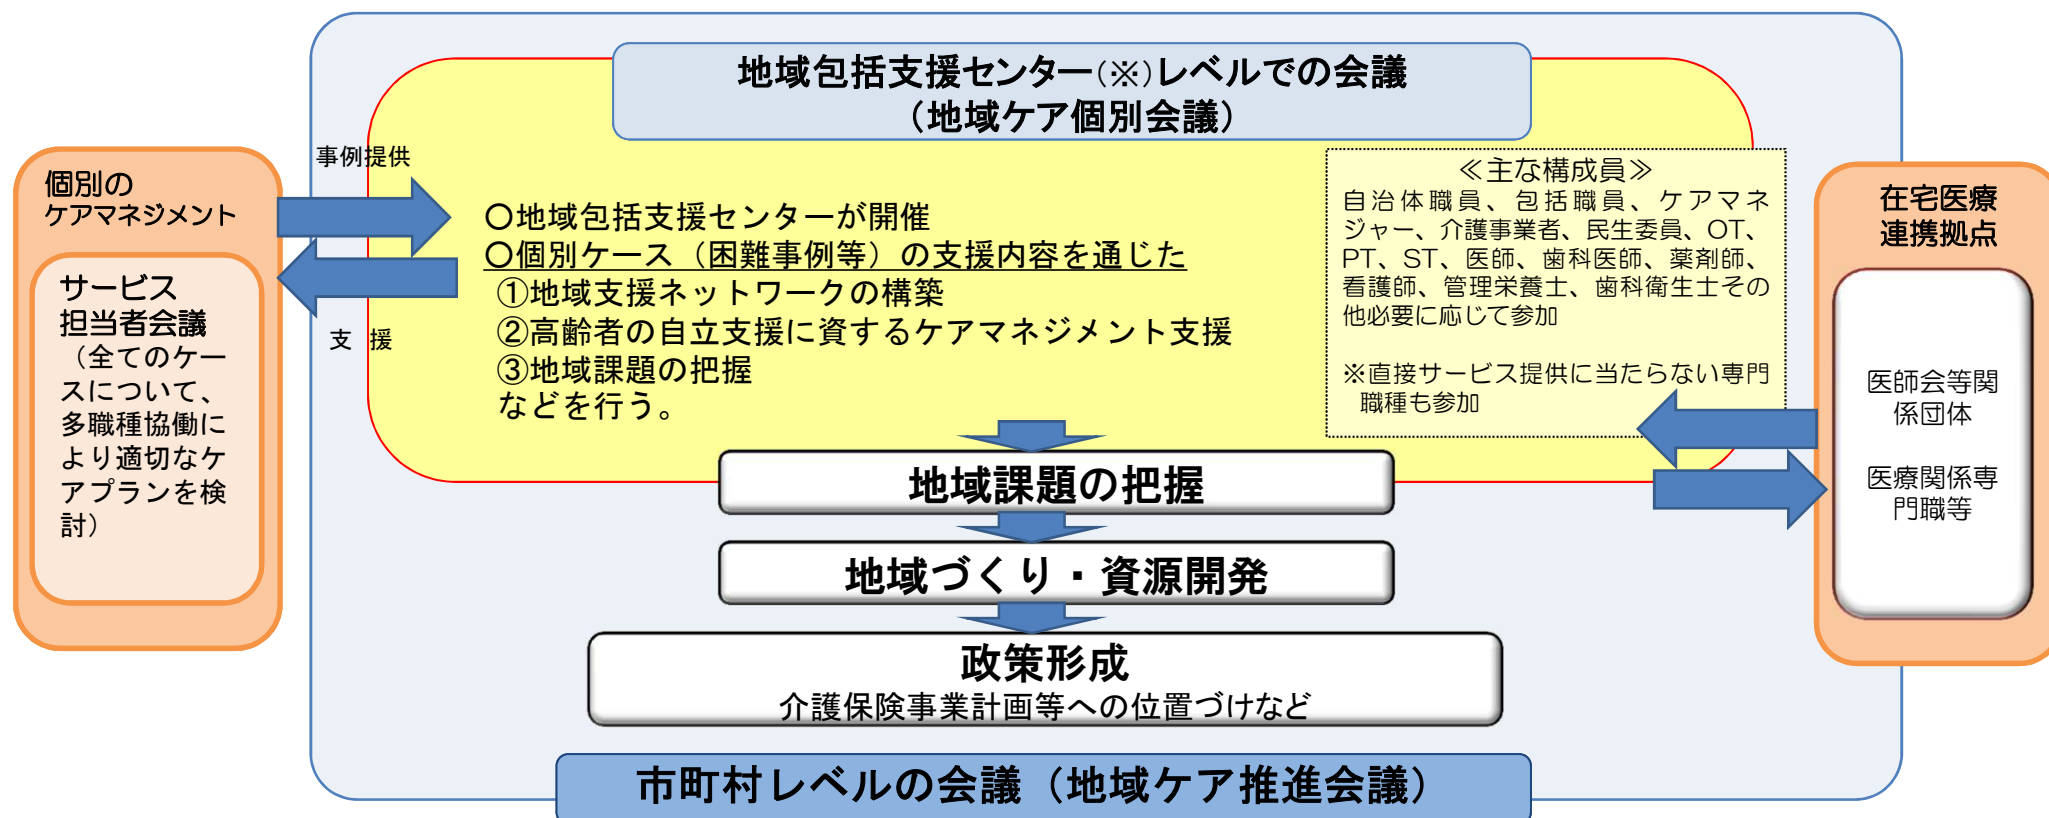 地域包括支援センター(※)レベルでの会議
（地域ケア個別会議）
事例提供
個別の
ケアマネジメント
サービス
担当者会議
（全てのケー
スについて、
多職種協働に
より適切なケ
アプランを検
討）
支 援
〇地域包括支援センターが開催
〇個別ケース（困難事例等）の支援内容を通じた
①地域支援ネットワークの構築
②高齢者の自立支援に資するケアマネジメント支援
③地域課題の把握
などを行う。
≪主な構成員≫
自治体職員、包括職員、ケアマネ
ジャー、介護事業者、民生委員、OT、
PT、ST、医師、歯科医師、薬剤師、
看護師、管理栄養士、歯科衛生士その
他必要に応じて参加
※直接サービス提供に当たらない専門
職種も参加
在宅医療
連携拠点
医師会等関
係団体
医療関係専
門職等
地域課題の把握
地域づくり・資源開発
政策形成
介護保険事業計画等への位置づけなど
市町村レベルの会議（地域ケア推進会議）